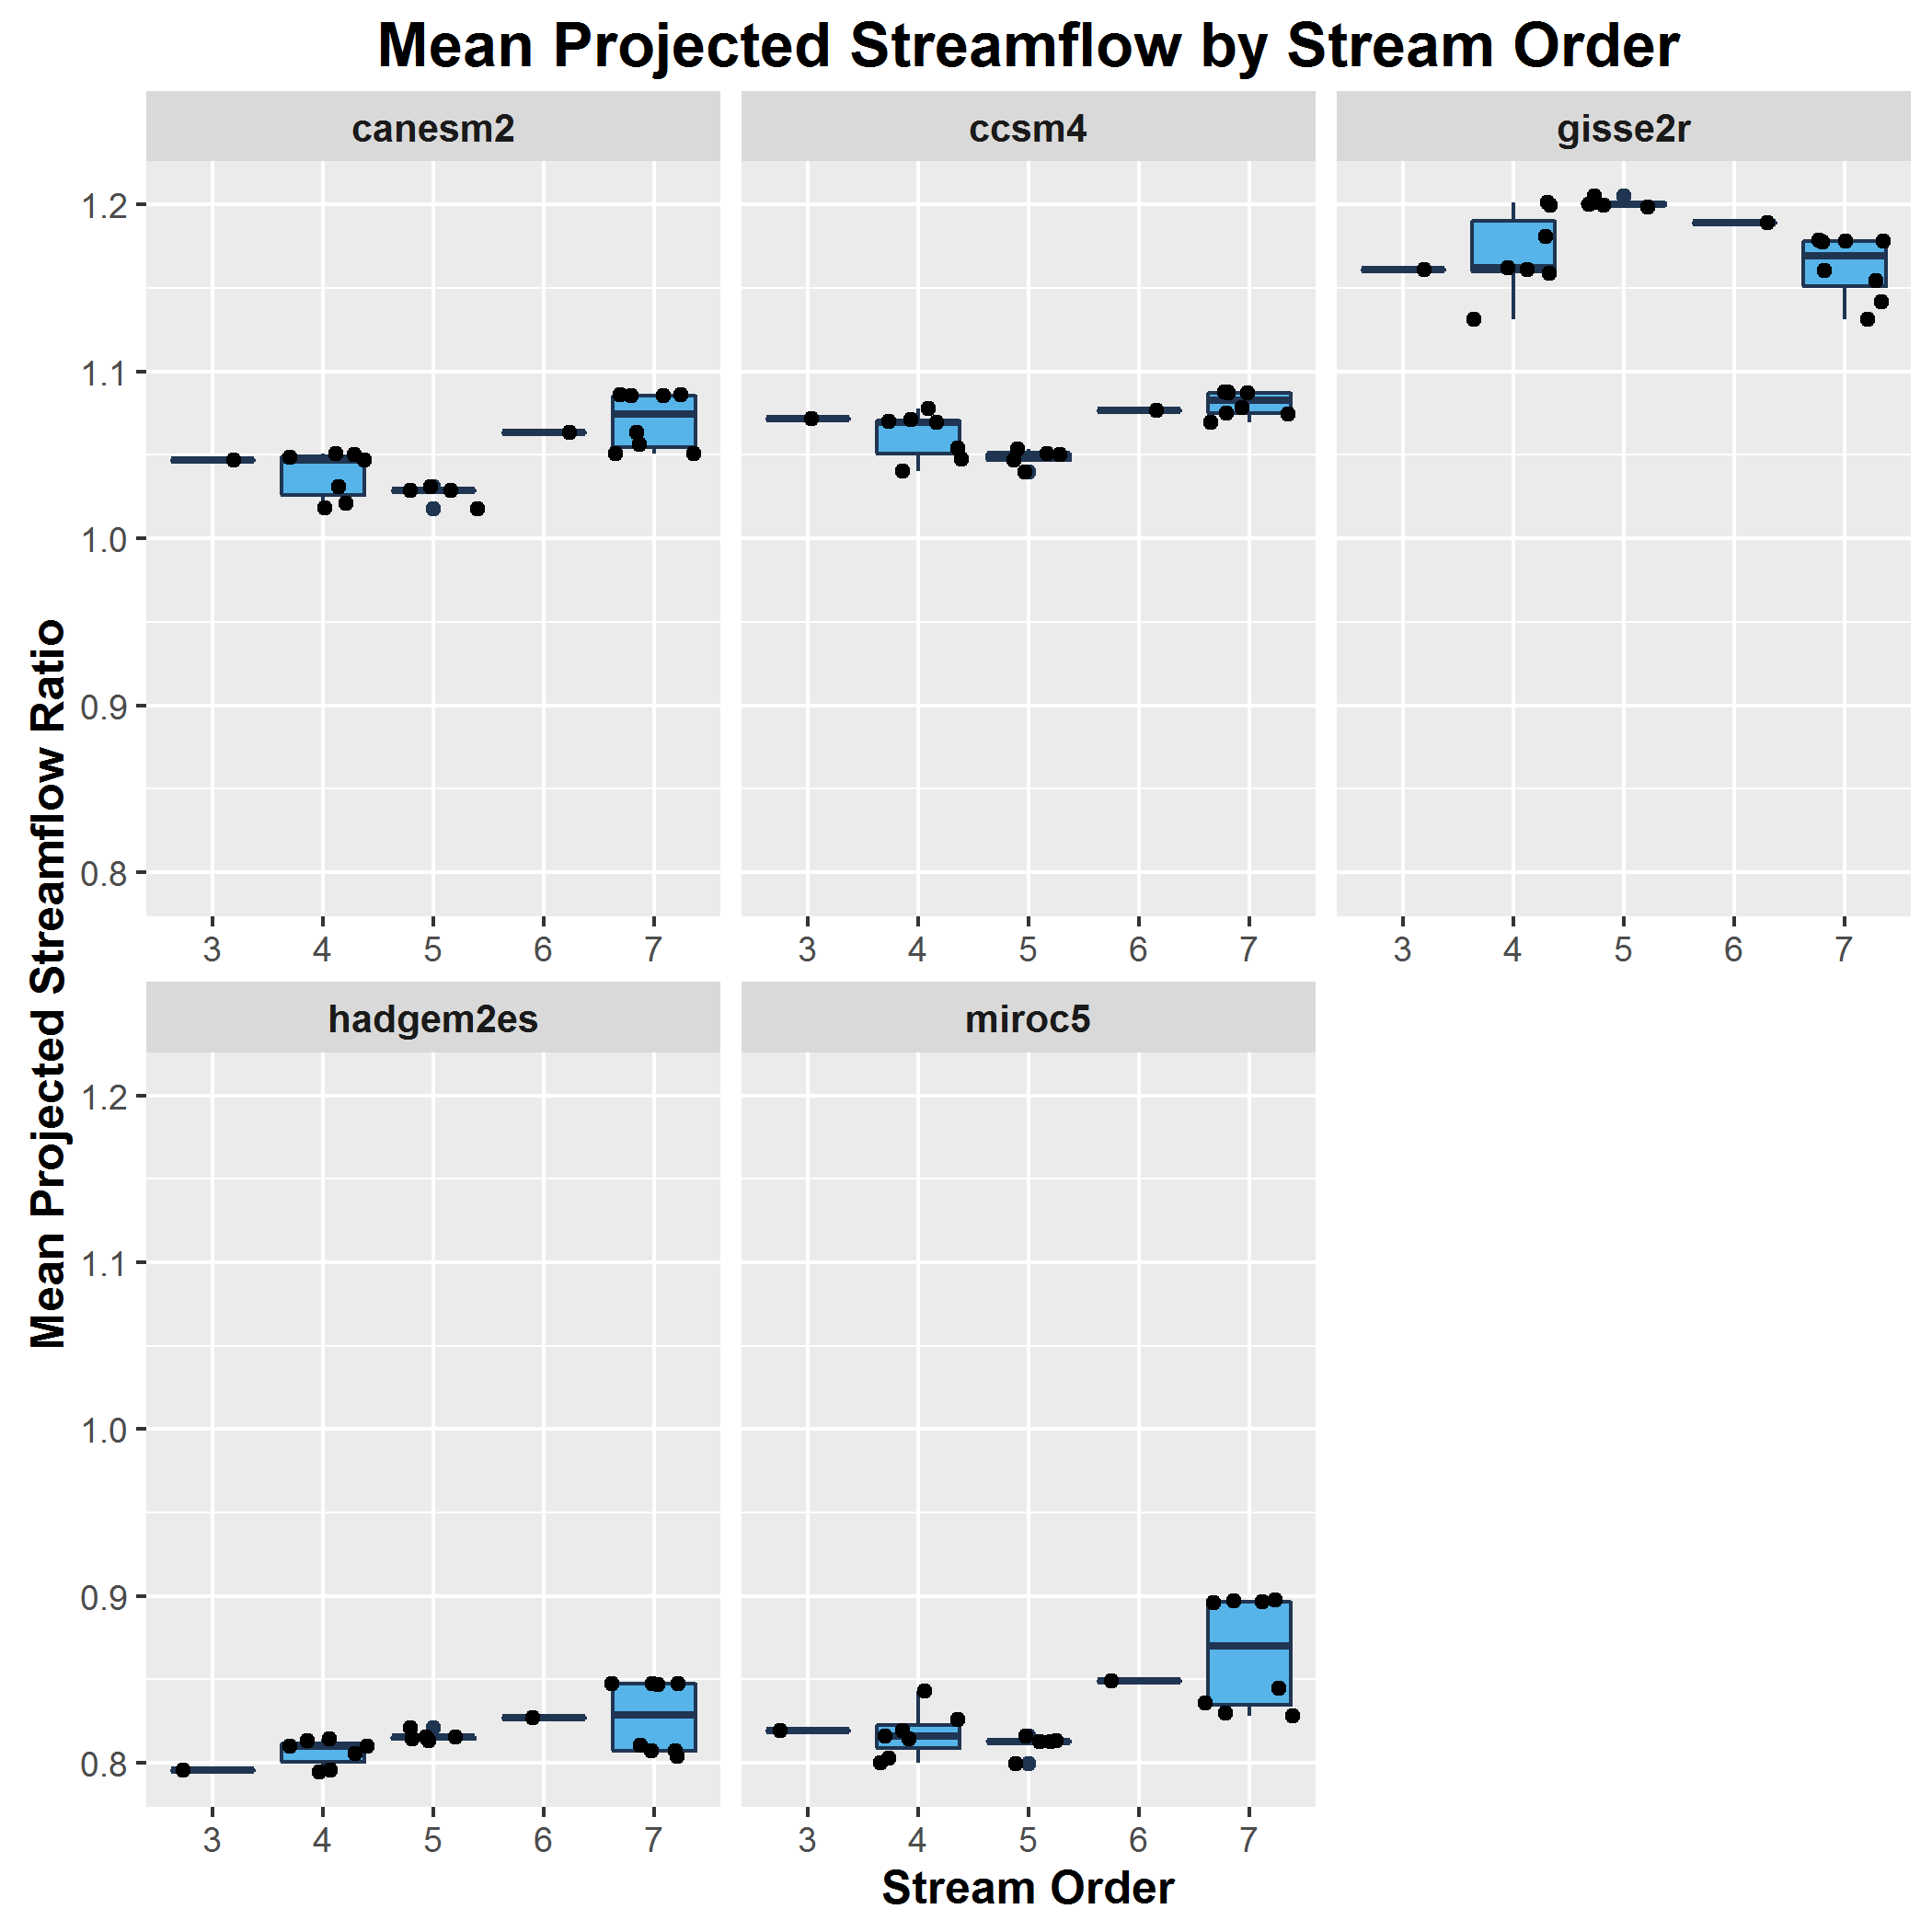 Mean Projected Streamflow by Stream Order
canesm2
ccsm4
gisse2r
1.2
1.1
1.0
0.9
0.8
3 4 5 6 7
3 4 5 6 7
3 4 5 6 7
Mean Projected Streamflow Ratio
hadgem2es
miroc5
1.2
1.1
1.0
0.9
0.8
3 4 5 6 7
3 4 5 6 7
Stream Order